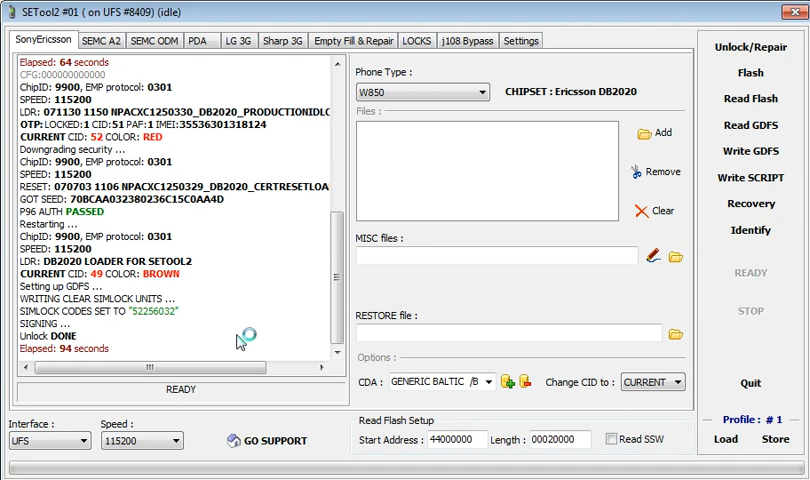 SETool2 #01 ( on UFS #8409) (idle)
SonyEricsson SEMC A2 SEMC ODM PDA LG 3G Sharp 3G Empty Fill & Repair LOCKS j108 Bypass Settings
Elapsed: 64 seconds
CFG:000000000000
ChipID: 9900, EMP protocol: 0301
SPEED: 115200
LDR: 071130 1150 NPACXC1250330_DB2020_PRODUCTIONIDLO
OTP: LOCKED:1 CID:51 PAF:1 IMEI:35536301318124
CURRENT CID: 52 COLOR: RED
Downgrading security ...
ChipID: 9900, EMP protocol: 0301
SPEED: 115200
RESET: 070703 1106 NPACXC1250329_DB2020_CERTRESETLOA
GOT SEED: 70BCAA032380236C15C0AA4D
P96 AUTH PASSED
Restarting ...
ChipID: 9900, EMP protocol: 0301
SPEED: 115200
LDR: DB2020 LOADER FOR SETOOL2
CURRENT CID: 49 COLOR: BROWN
Setting up GDFS ...
WRITING CLEAR SIMLOCK UNITS ...
SIMLOCK CODES SET TO "52256032"
SIGNING ...
Unlock DONE
Elapsed: 94 seconds
READY
Interface:
UFS
Speed:
115200
GO SUPPORT
Phone Type :
W850
CHIPSET : Ericsson DB2020
Files :
Add
Remove
Clear
MISC files :
RESTORE file :
Options :
CDA : GENERIC BALTIC /B
Change CID to : CURRENT
Read Flash Setup
Start Address : 44000000 Length : 00020000 Read SSW
Unlock/Repair
Flash
Read Flash
Read GDFS
Write GDFS
Write SCRIPT
Recovery
Identify
READY
STOP
Quit
Profile : # 1
Load Store